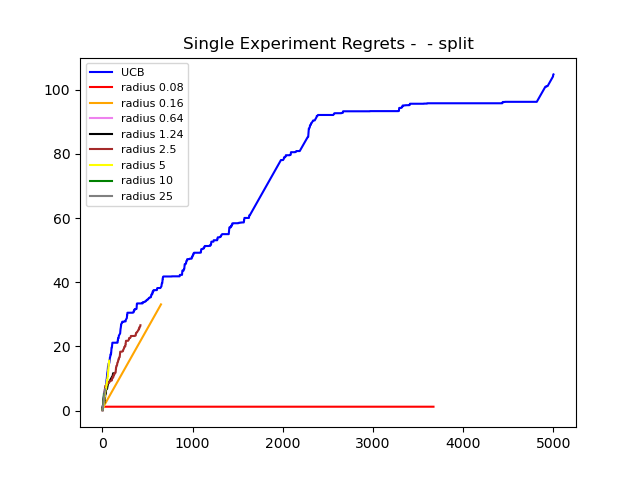 Single Experiment Regrets -  - split
UCB
radius 0.08
radius 0.16
radius 0.64
radius 1.24
radius 2.5
radius 5
radius 10
radius 25
100
80
60
40
20
0
0 1000 2000 3000 4000 5000